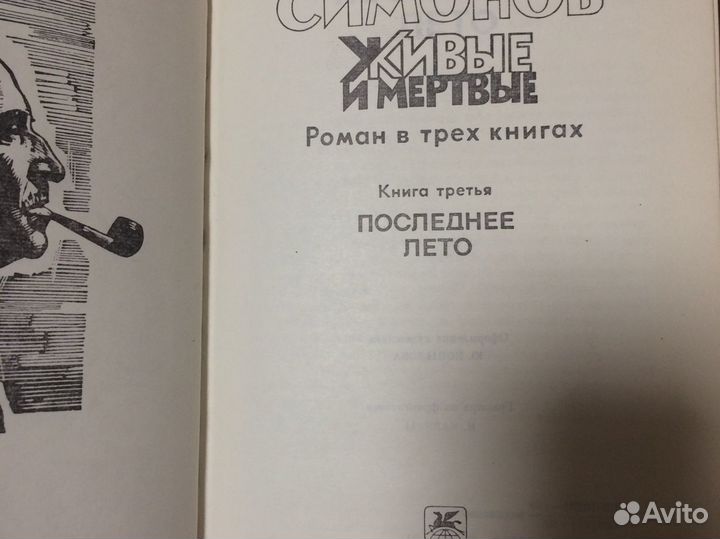 СИМОНОВ
ЖИВЫЕ
И МЕРТВЫЕ
Роман в трех книгах
Книга третья
ПОСЛЕДНЕЕ
ЛЕТО
Avito